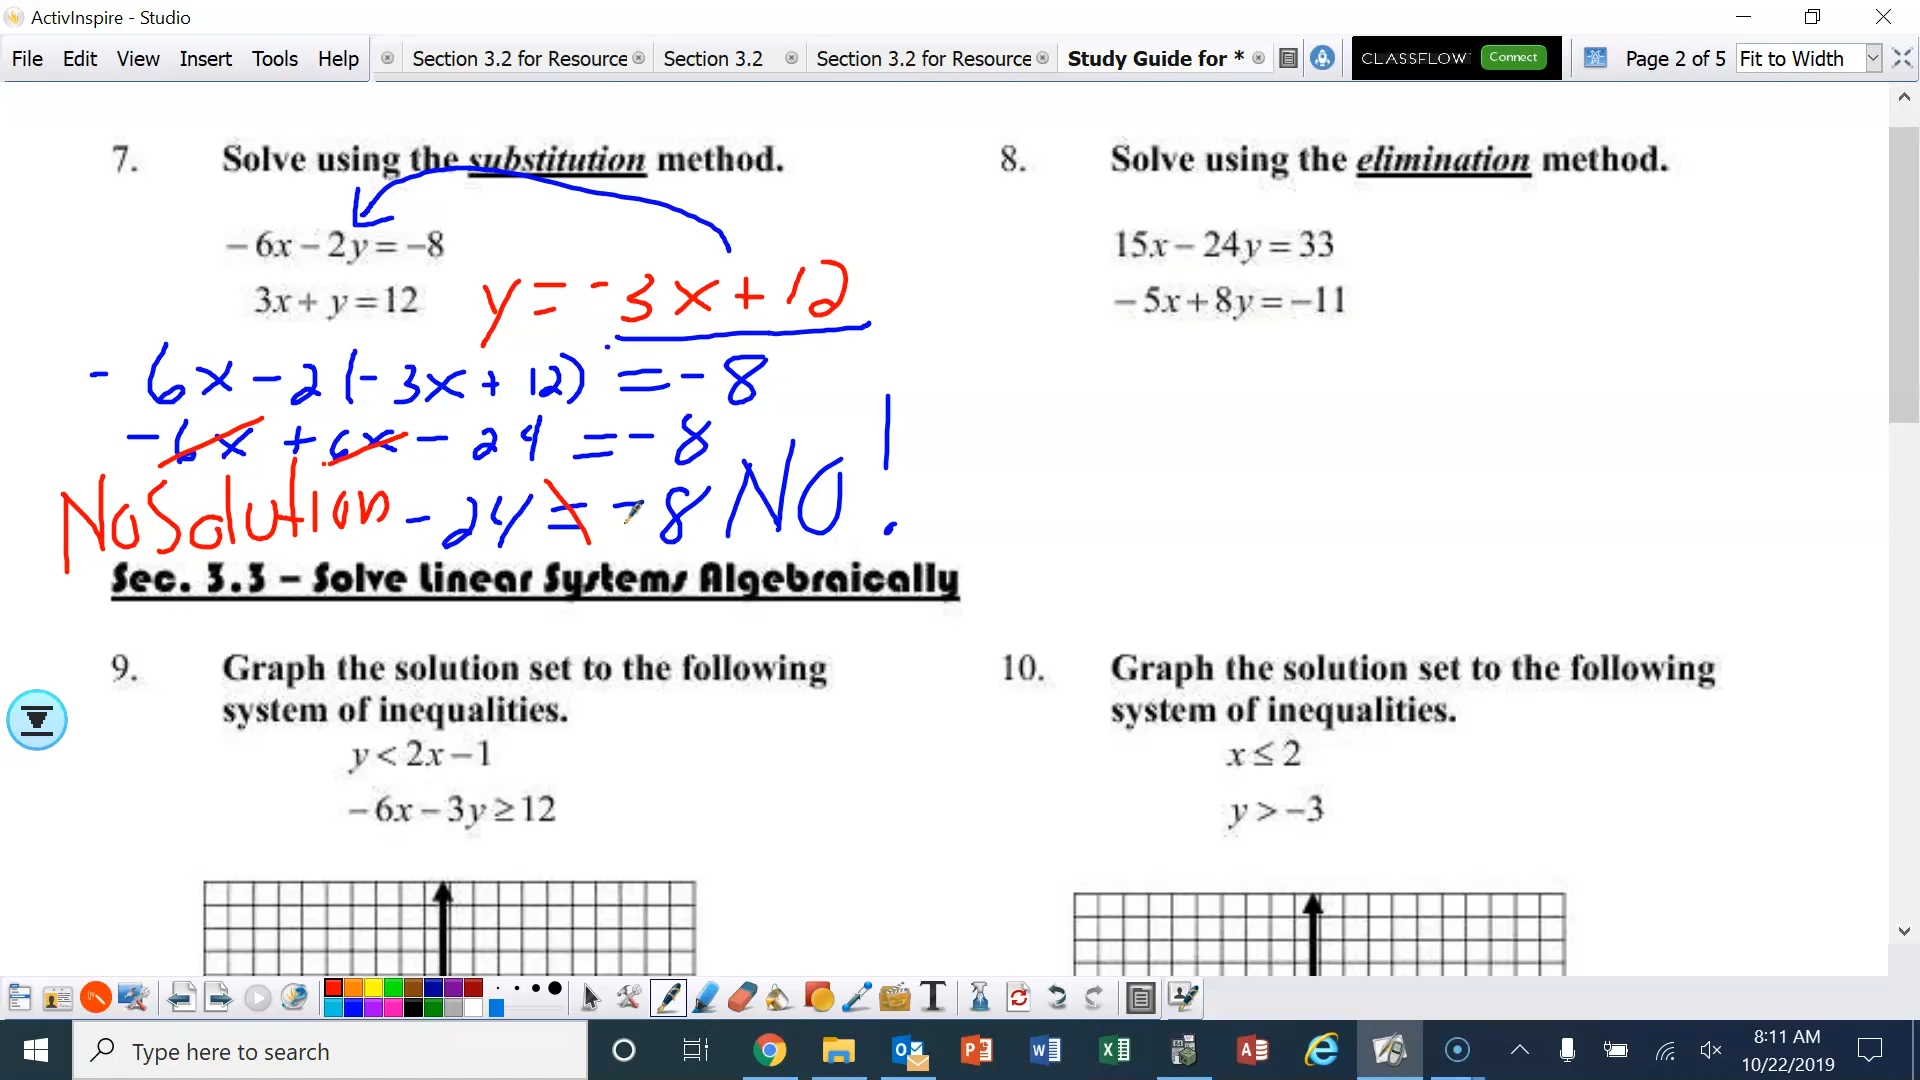 ActivInspire - Studio
File Edit View Insert Tools Help
Section 3.2 for Resource Section 3.2 Section 3.2 for Resource Study Guide for *
CLASSFLOW Connect
Page 2 of 5 Fit to Width
7. Solve using the substitution method.
-6x - 2y = -8
3x + y = 12
y = -3x + 12
-6x - 2(-3x + 12) = -8
-6x + 6x - 24 = -8
No Solution -24 = -8 NO!
8. Solve using the elimination method.
15x - 24y = 33
-5x + 8y = -11
Sec. 3.3 – Solve Linear Systems Algebraically
9. Graph the solution set to the following
system of inequalities.
y < 2x - 1
-6x - 3y ≥ 12
10. Graph the solution set to the following
system of inequalities.
x ≤ 2
y > -3
Type here to search
8:11 AM
10/22/2019